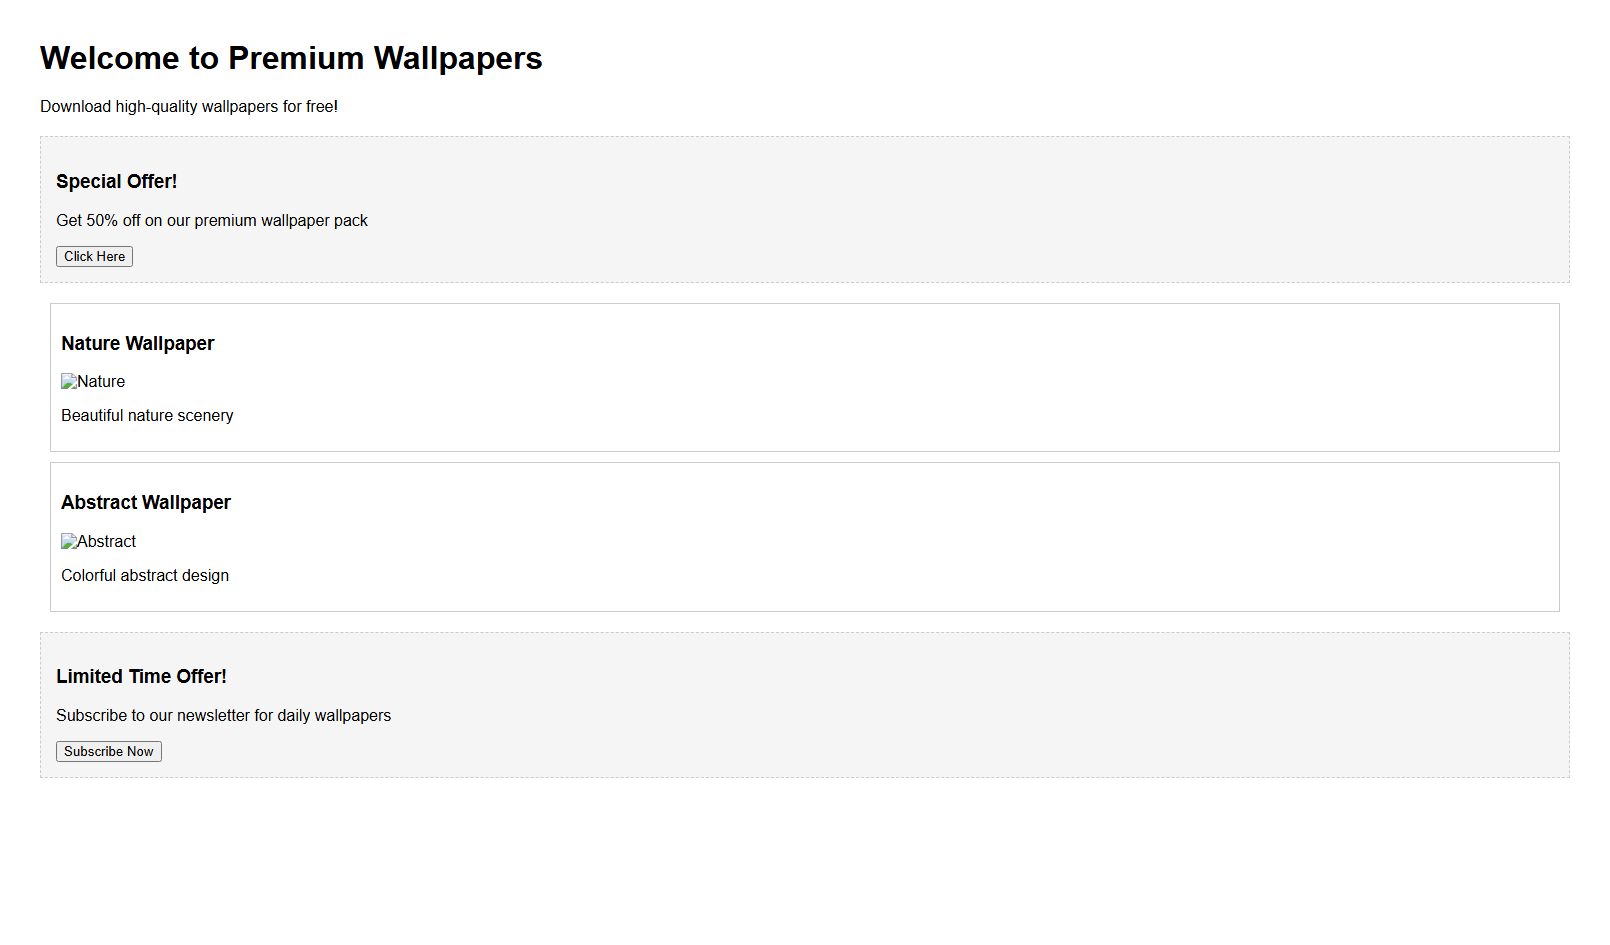 Welcome to Premium Wallpapers
Download high-quality wallpapers for free!
Special Offer!
Get 50% off on our premium wallpaper pack
Click Here
Nature Wallpaper
Nature
Beautiful nature scenery
Abstract Wallpaper
Abstract
Colorful abstract design
Limited Time Offer!
Subscribe to our newsletter for daily wallpapers
Subscribe Now